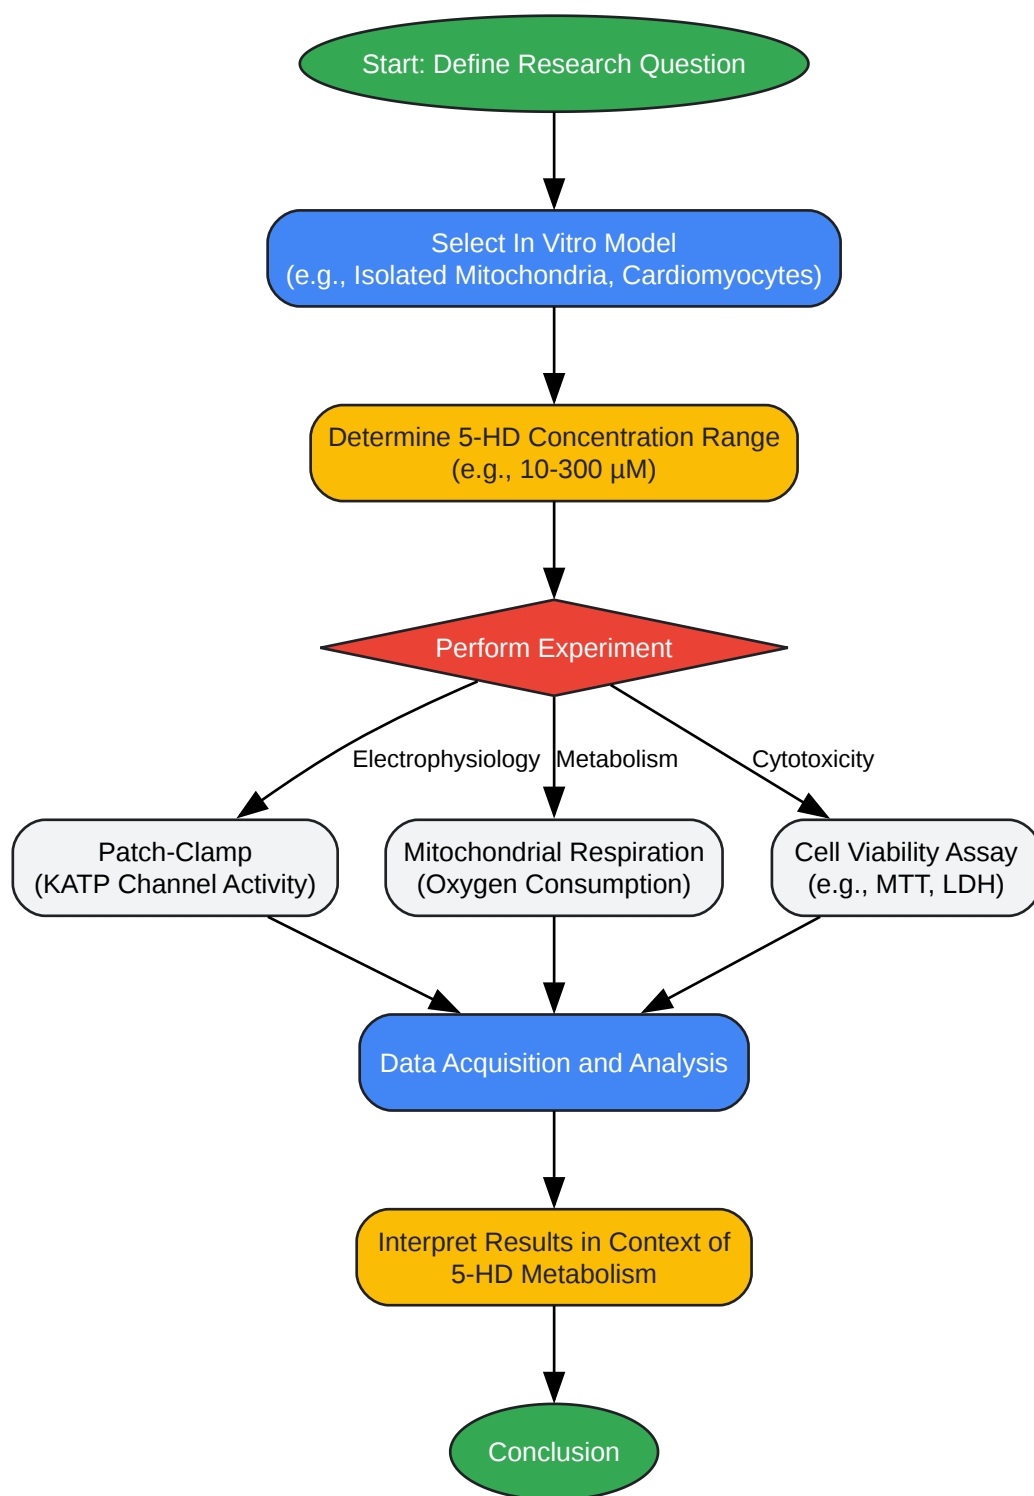 Start: Define Research Question
Select In Vitro Model
(e.g., Isolated Mitochondria, Cardiomyocytes)
Determine 5-HD Concentration Range
(e.g., 10-300 µM)
Perform Experiment
Electrophysiology
Metabolism
Cytotoxicity
Patch-Clamp
(KATP Channel Activity)
Mitochondrial Respiration
(Oxygen Consumption)
Cell Viability Assay
(e.g., MTT, LDH)
Data Acquisition and Analysis
Interpret Results in Context of
5-HD Metabolism
Conclusion